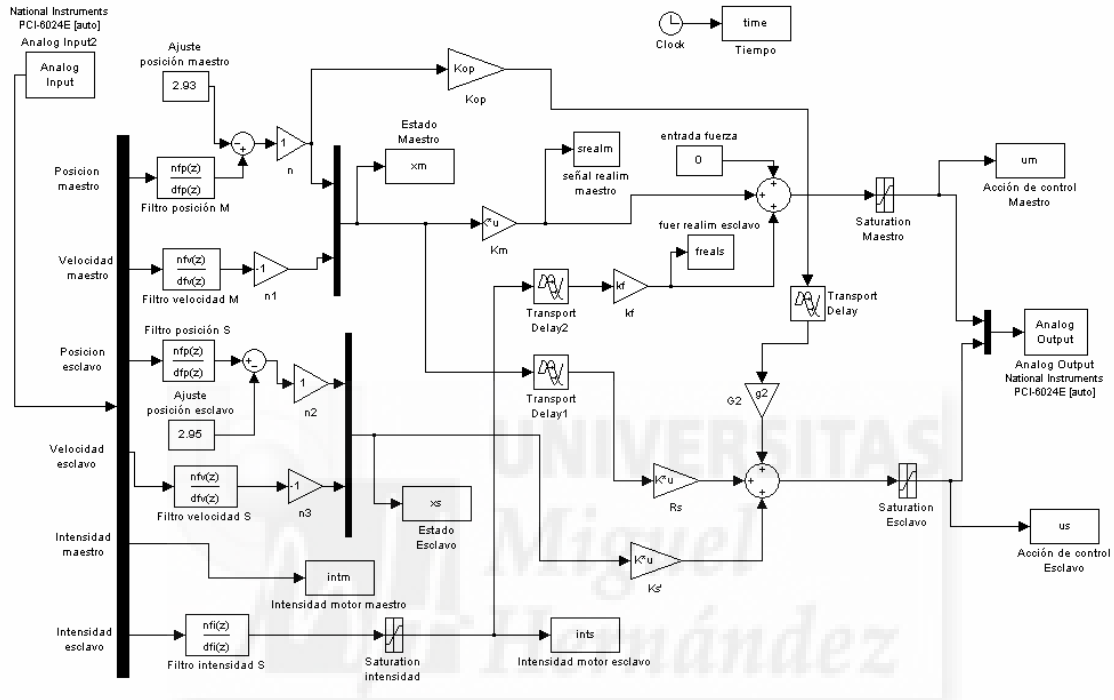 National Instruments
PCI-6024E [auto]
Analog Input2
Analog
Input
Ajuste
posición maestro
2.93
Kop
Kop
Clock
time
Tiempo
Posicion
maestro
nfp(z)
dfp(z)
Filtro posición M
1
n
Estado
Maestro
xm
srealm
señal realim
maestro
entrada fuerza
0
um
Acción de control
Maestro
Saturation
Maestro
K*u
Km
fuer realim esclavo
freals
Velocidad
maestro
nfv(z)
dfv(z)
Filtro velocidad M
-1
n1
Transport
Delay2
kf
kf
Transport
Delay
Analog
Output
Analog Output
National Instruments
PCI-6024E [auto]
Filtro posición S
Posicion
esclavo
nfp(z)
dfp(z)
Ajuste
posición esclavo
2.95
1
n2
Transport
Delay1
G2
g2
UNIVERSITAS
Miguel
Hernández
Velocidad
esclavo
nfv(z)
dfv(z)
Filtro velocidad S
-1
n3
xs
Estado
Esclavo
K*u
Rs
Saturation
Esclavo
us
Acción de control
Esclavo
K*u
Ks'
Intensidad
maestro
intm
Intensidad motor maestro
Intensidad
esclavo
nfi(z)
dfi(z)
Filtro intensidad S
Saturation
intensidad
ints
Intensidad motor esclavo